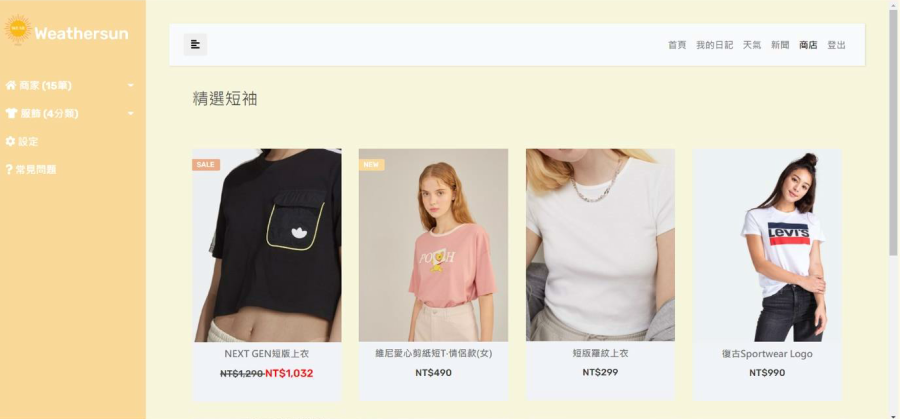 Weathersun
商家 (15筆)
服飾 (4分類)
設定
常見問題
首頁 我的日記 天氣 新聞 商店 登出
精選短袖
SALE
NEW
POOH
LEVI'S
NEXT GEN短版上衣
NT$1,290 NT$1,032
維尼愛心剪紙短T-情侶款(女)
NT$490
短版羅紋上衣
NT$299
復古Sportwear Logo
NT$990